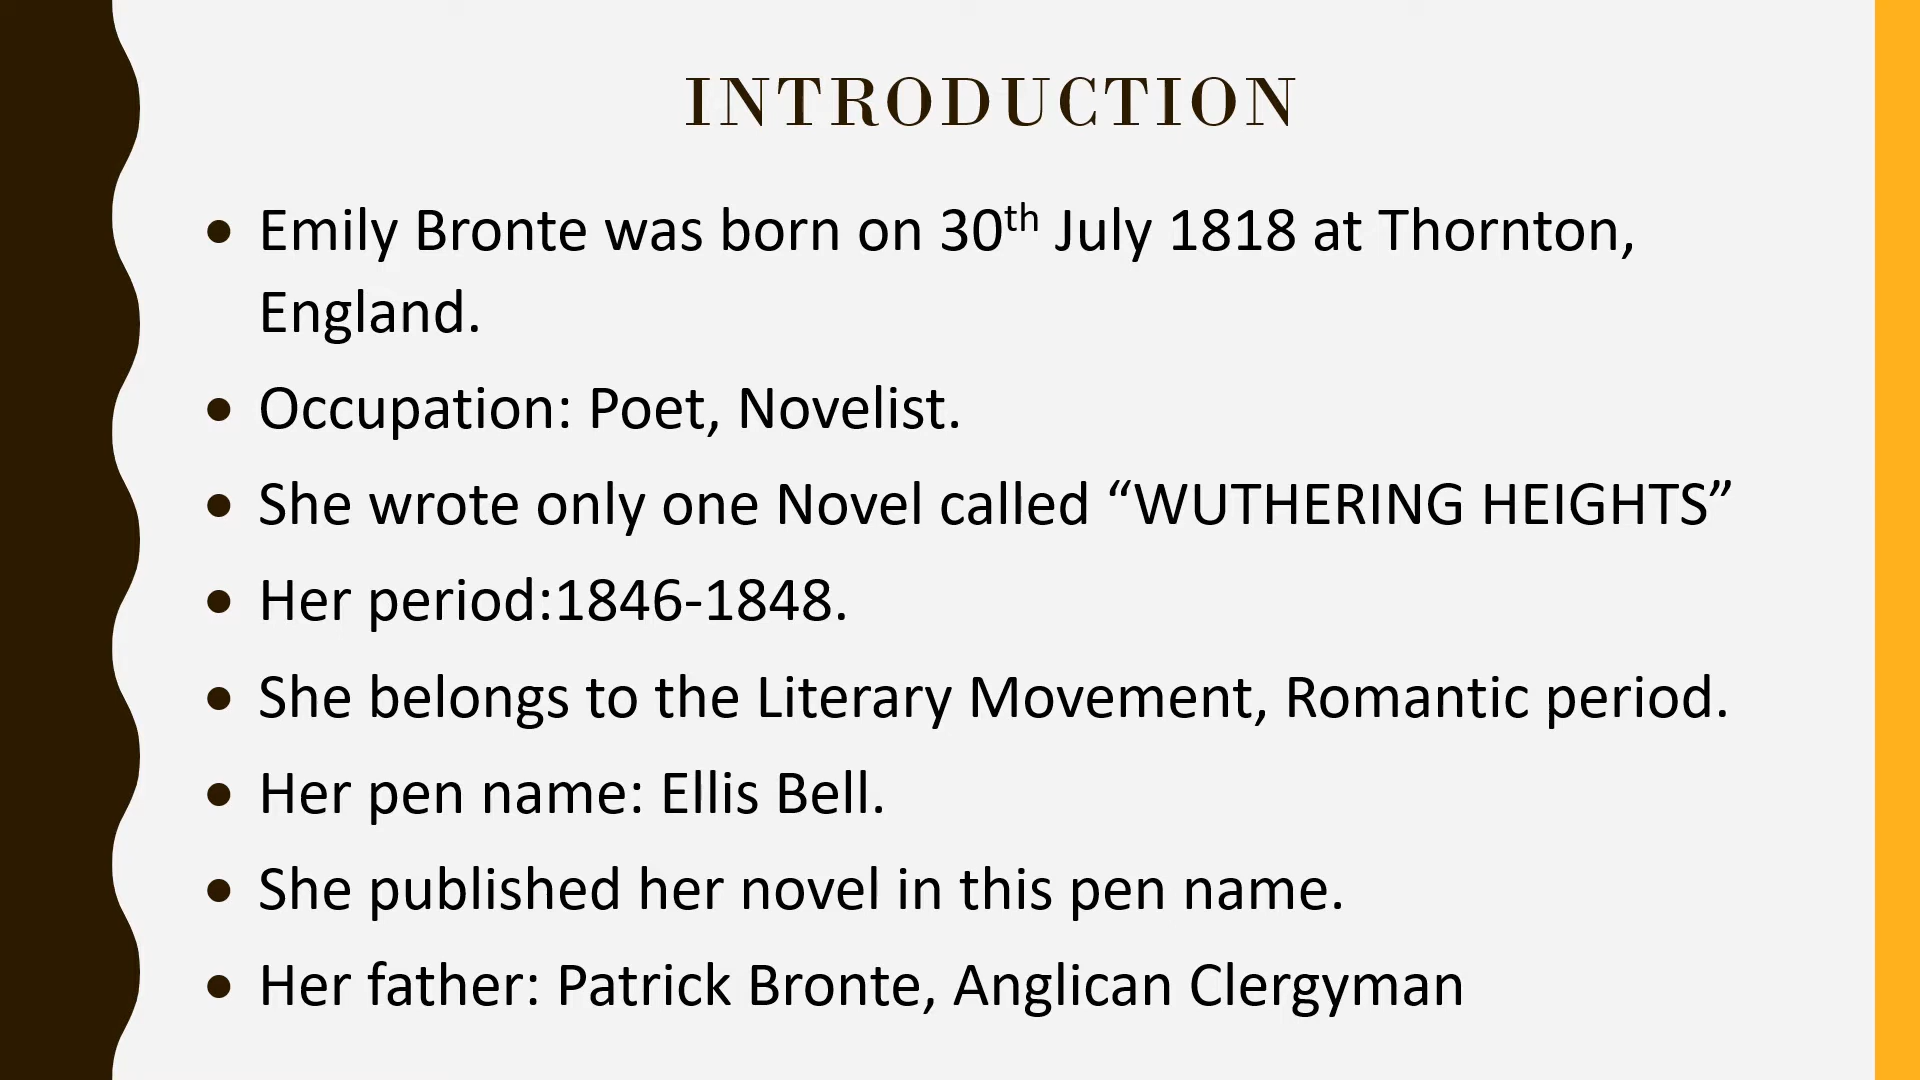 INTRODUCTION
• Emily Bronte was born on 30th July 1818 at Thornton,
England.
• Occupation: Poet, Novelist.
• She wrote only one Novel called “WUTHERING HEIGHTS”
• Her period:1846-1848.
• She belongs to the Literary Movement, Romantic period.
• Her pen name: Ellis Bell.
• She published her novel in this pen name.
• Her father: Patrick Bronte, Anglican Clergyman